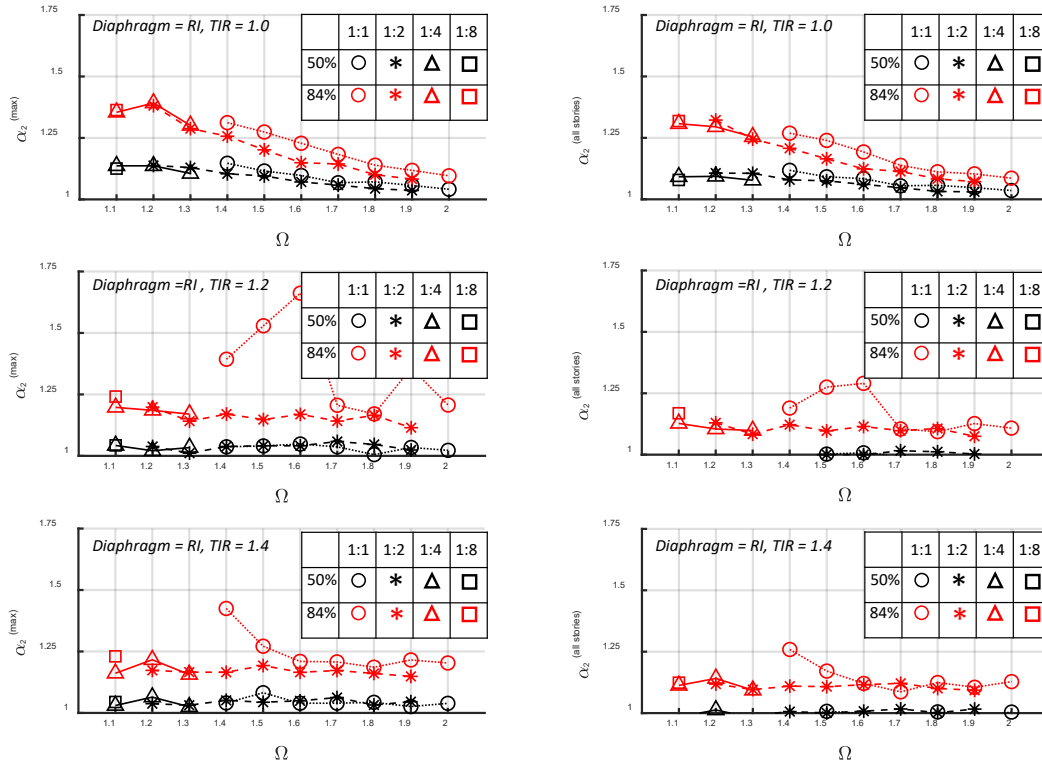 Diaphragm = RI, TIR = 1.0
1:1 1:2 1:4 1:8
50%
84%
1.75
1.5
1.25
1
α2 (max)
1.1 1.2 1.3 1.4 1.5 1.6 1.7 1.8 1.9 2
Ω
Diaphragm = RI, TIR = 1.0
1:1 1:2 1:4 1:8
50%
84%
1.75
1.5
1.25
1
α2 (all stories)
1.1 1.2 1.3 1.4 1.5 1.6 1.7 1.8 1.9 2
Ω
Diaphragm =RI , TIR = 1.2
1:1 1:2 1:4 1:8
50%
84%
1.75
1.5
1.25
1
α2 (max)
1.1 1.2 1.3 1.4 1.5 1.6 1.7 1.8 1.9 2
Ω
Diaphragm =RI , TIR = 1.2
1:1 1:2 1:4 1:8
50%
84%
1.75
1.5
1.25
1
α2 (all stories)
1.1 1.2 1.3 1.4 1.5 1.6 1.7 1.8 1.9 2
Ω
Diaphragm = RI, TIR = 1.4
1:1 1:2 1:4 1:8
50%
84%
1.75
1.5
1.25
1
α2 (max)
1.1 1.2 1.3 1.4 1.5 1.6 1.7 1.8 1.9 2
Ω
Diaphragm = RI, TIR = 1.4
1:1 1:2 1:4 1:8
50%
84%
1.75
1.5
1.25
1
α2 (all stories)
1.1 1.2 1.3 1.4 1.5 1.6 1.7 1.8 1.9 2
Ω